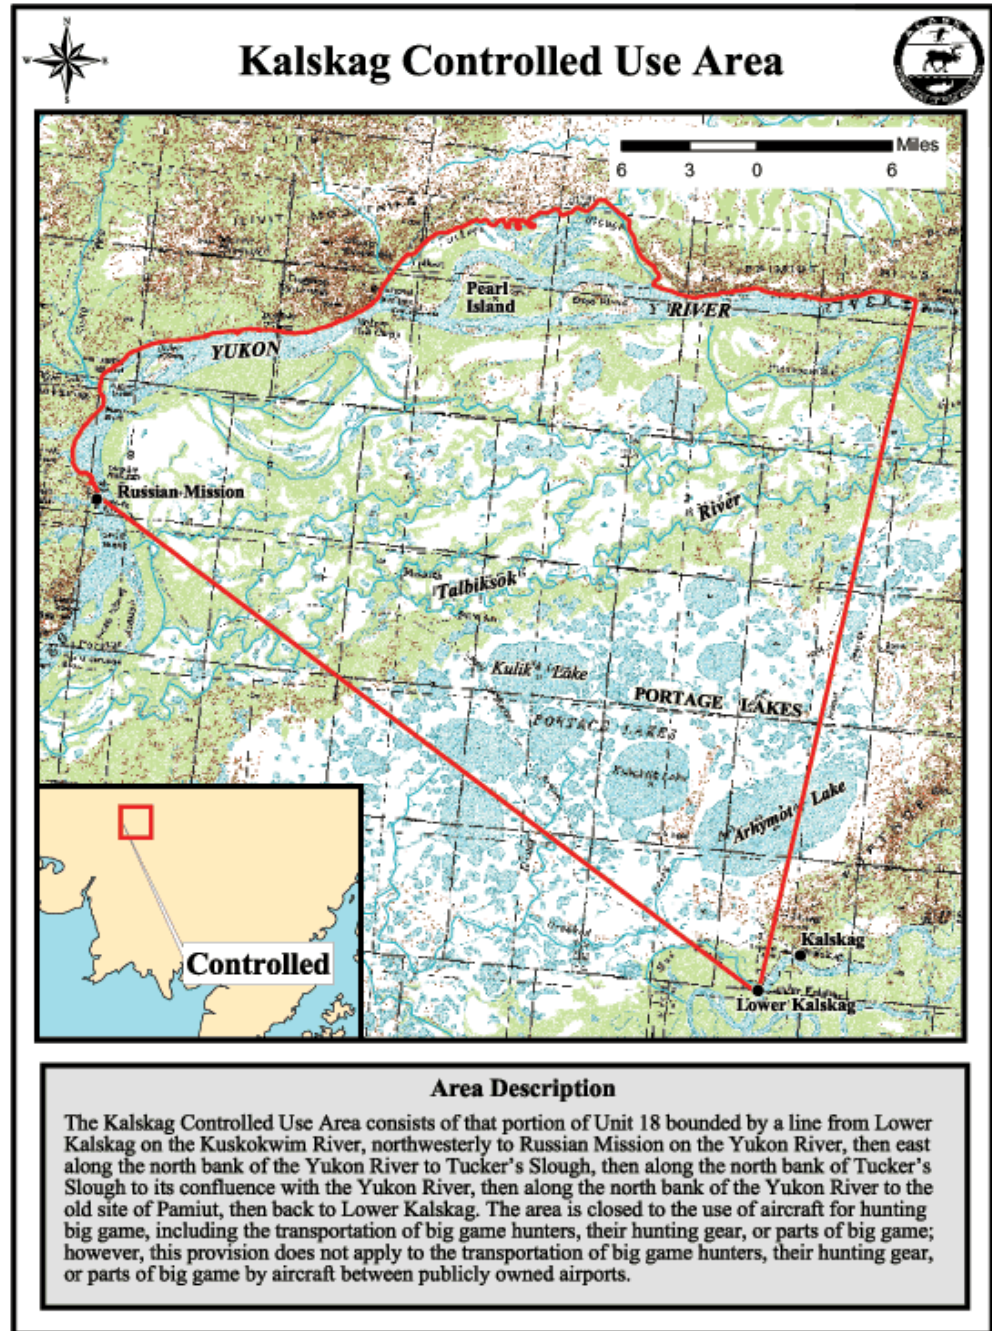 N
W
E
S
Kalskag Controlled Use Area
ALASKA
Miles
6 3 0 6
Pearl
Island
RIVER
YUKON
Russian Mission
River
Talbiksok
Kulik Lake
PORTAGE LAKES
PORTAGE LAKES
Arhymot Lake
Kalskag
Lower Kalskag
Controlled
Area Description
The Kalskag Controlled Use Area consists of that portion of Unit 18 bounded by a line from Lower
Kalskag on the Kuskokwim River, northwesterly to Russian Mission on the Yukon River, then east
along the north bank of the Yukon River to Tucker's Slough, then along the north bank of Tucker's
Slough to its confluence with the Yukon River, then along the north bank of the Yukon River to the
old site of Pamiut, then back to Lower Kalskag. The area is closed to the use of aircraft for hunting
big game, including the transportation of big game hunters, their hunting gear, or parts of big game;
however, this provision does not apply to the transportation of big game hunters, their hunting gear,
or parts of big game by aircraft between publicly owned airports.